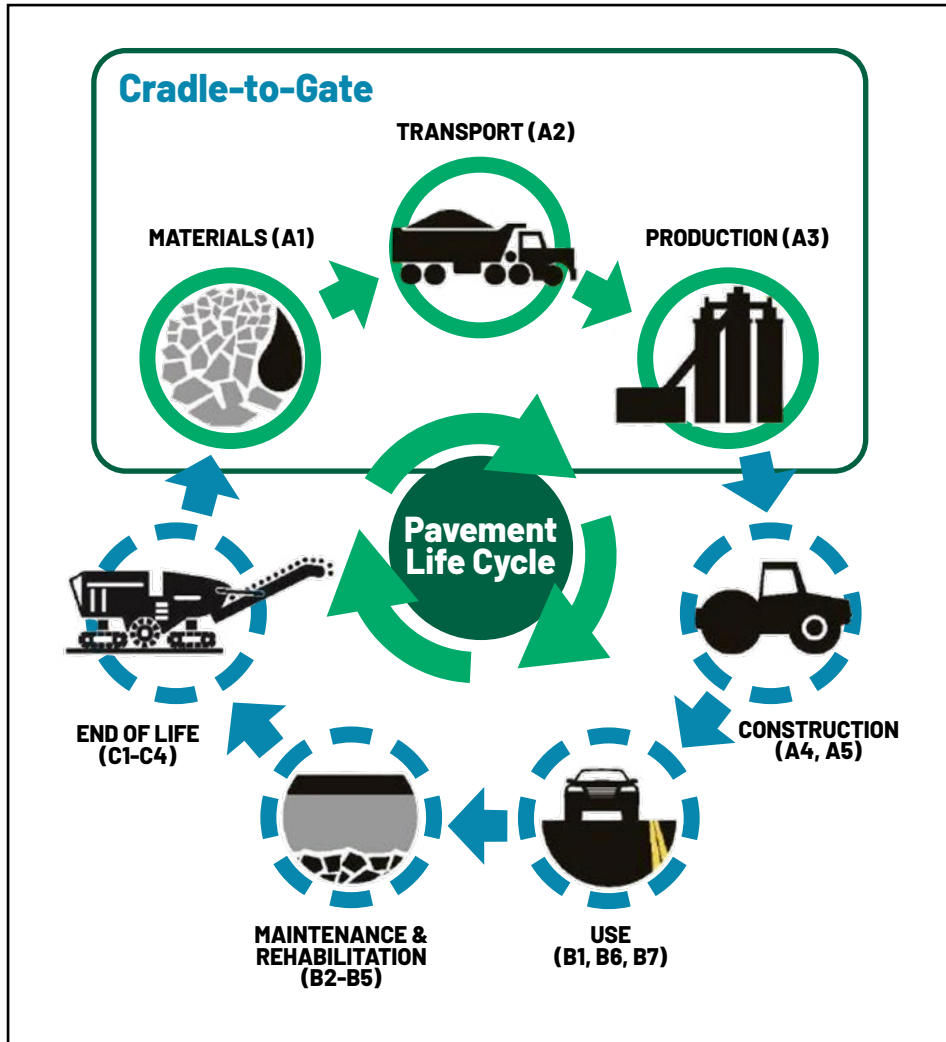 Cradle-to-Gate
TRANSPORT (A2)
MATERIALS (A1)
PRODUCTION (A3)
Pavement
Life Cycle
CONSTRUCTION
(A4, A5)
END OF LIFE
(C1-C4)
USE
(B1, B6, B7)
MAINTENANCE &
REHABILITATION
(B2-B5)